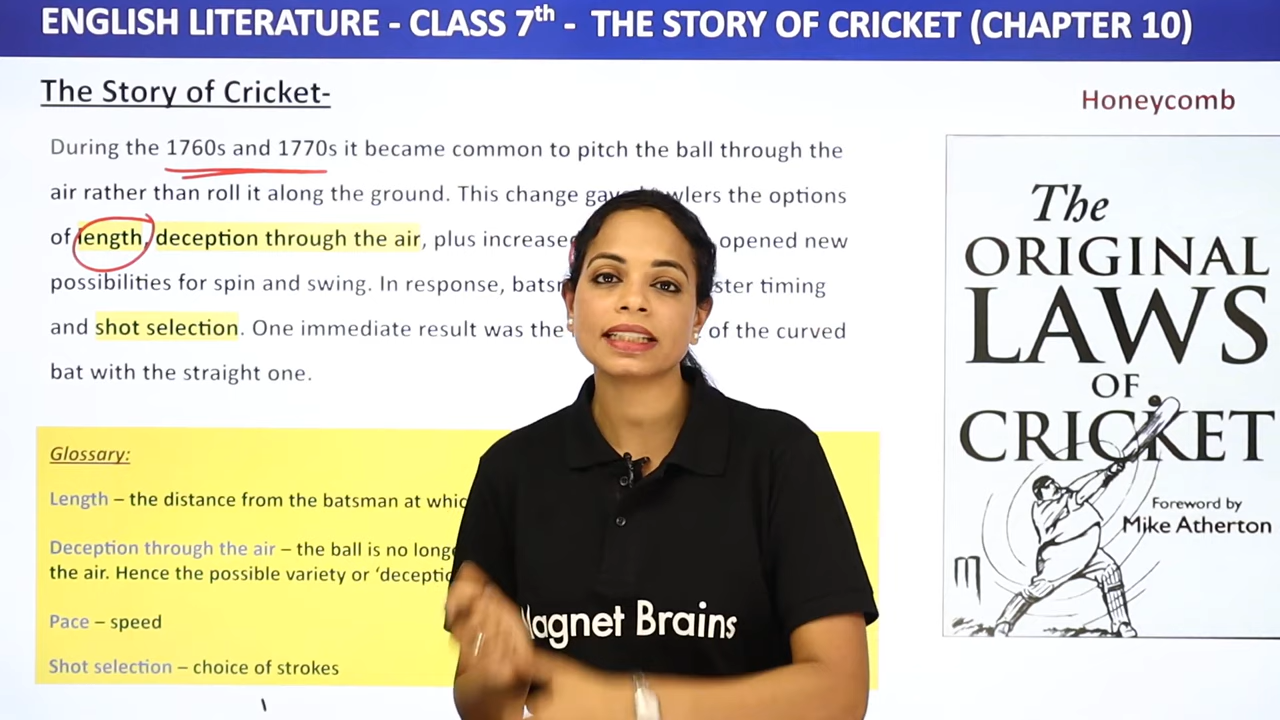 ENGLISH LITERATURE - CLASS 7th - THE STORY OF CRICKET (CHAPTER 10)
The Story of Cricket-
Honeycomb
During the 1760s and 1770s it became common to pitch the ball through the
air rather than roll it along the ground. This change gave bowlers the options
of length, deception through the air, plus increased opened new
possibilities for spin and swing. In response, timing
and shot selection. One immediate result was the of the curved
bat with the straight one.
Glossary:
Length – the distance from the batsman at
Deception through the air – the ball is no
the air. Hence the possible variety or
Pace – speed
Shot selection – choice of strokes
The
ORIGINAL
LAWS
OF
CRICKET
Foreword by
Mike Atherton
Magnet Brains